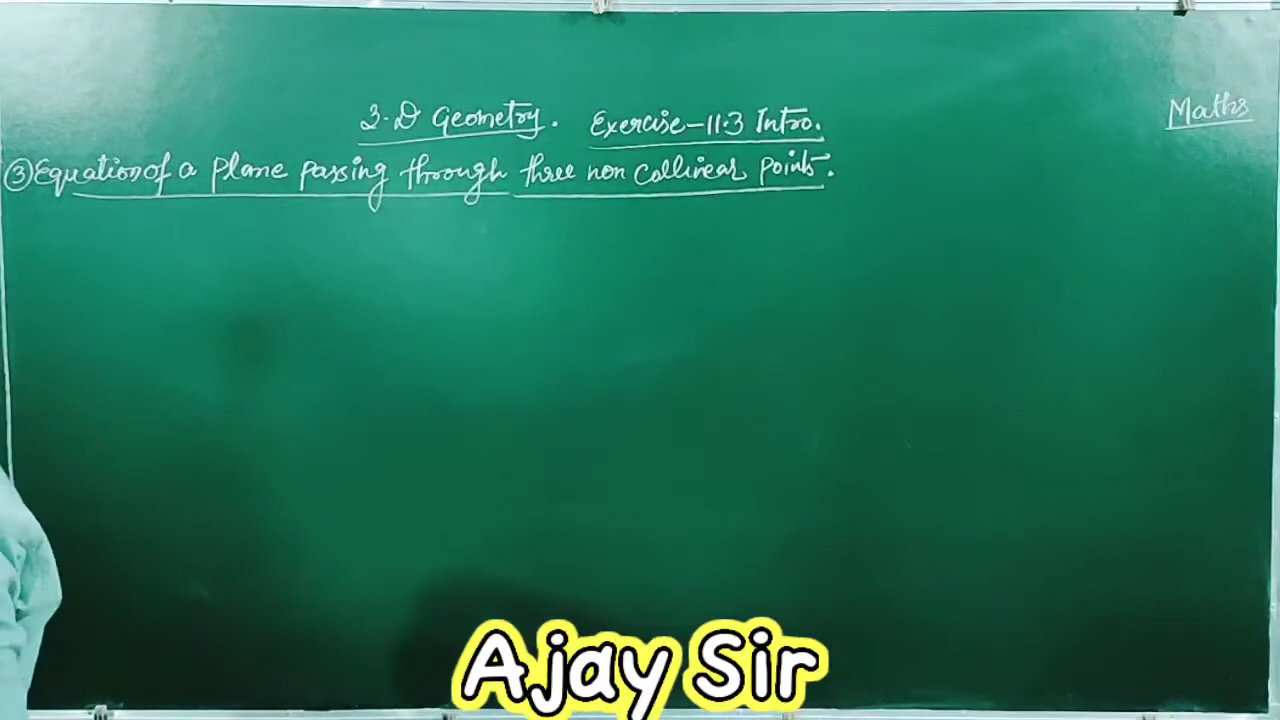 3-D Geometry. Exercise-11.3 Intro.
Maths
③ Equation of a plane passing through three non collinear points.
Ajay Sir